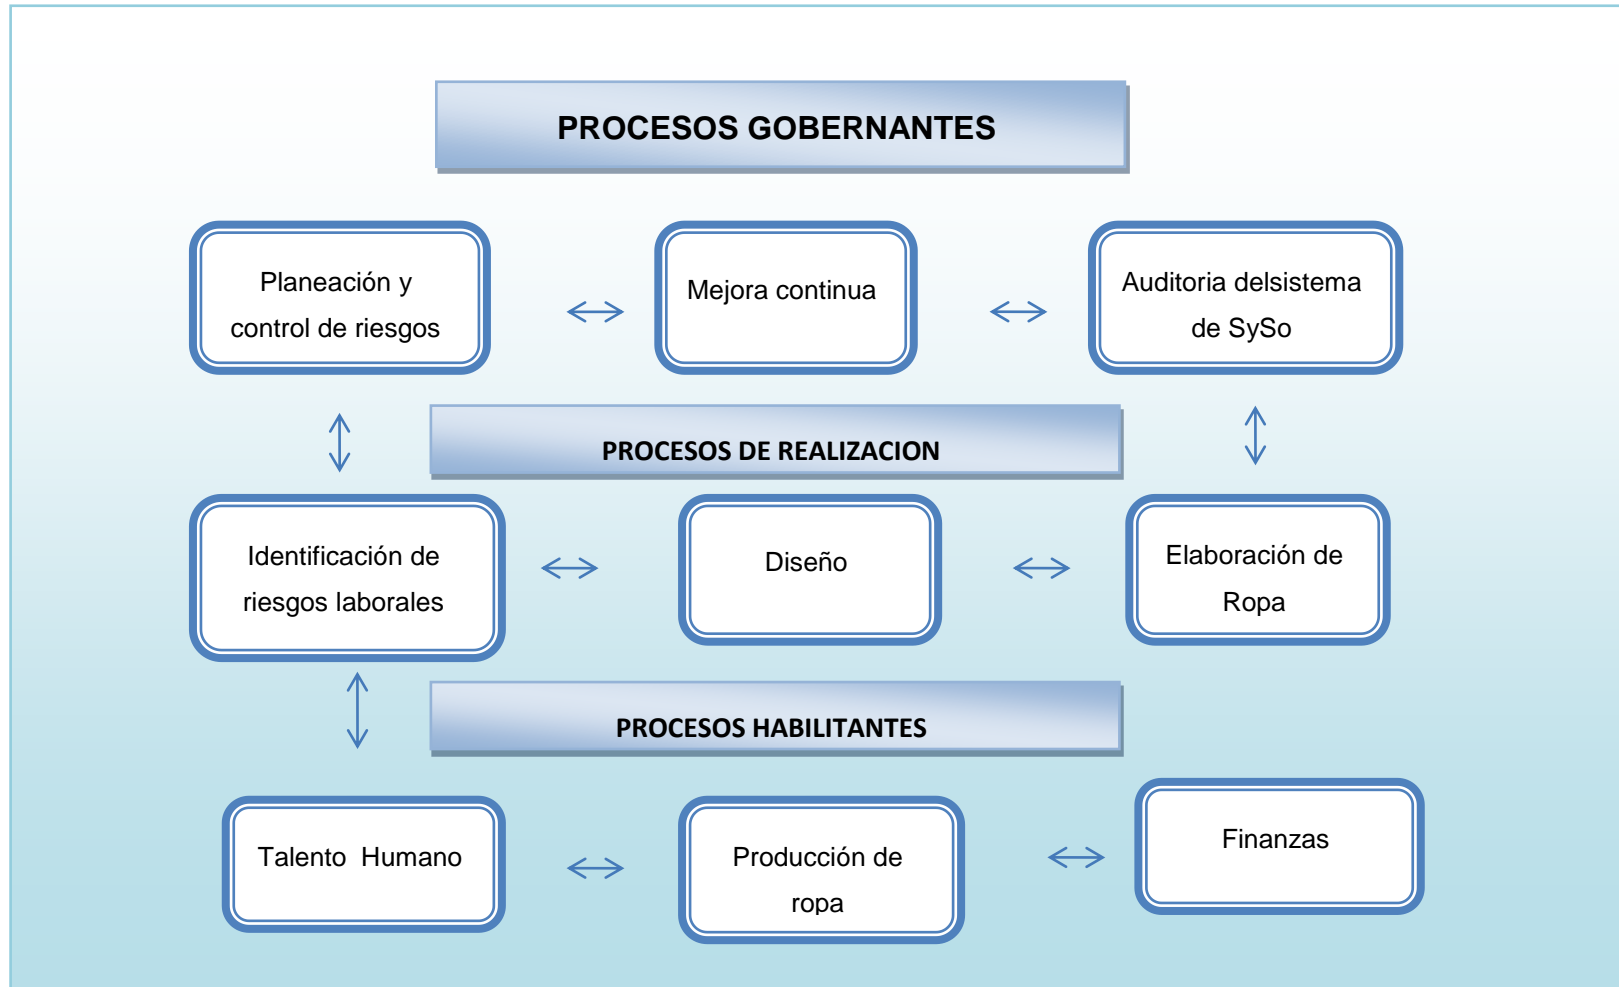 PROCESOS GOBERNANTES
Planeación y
control de riesgos
Mejora continua
Auditoria delsistema
de SySo
PROCESOS DE REALIZACION
Identificación de
riesgos laborales
Diseño
Elaboración de
Ropa
PROCESOS HABILITANTES
Talento  Humano
Producción de
ropa
Finanzas